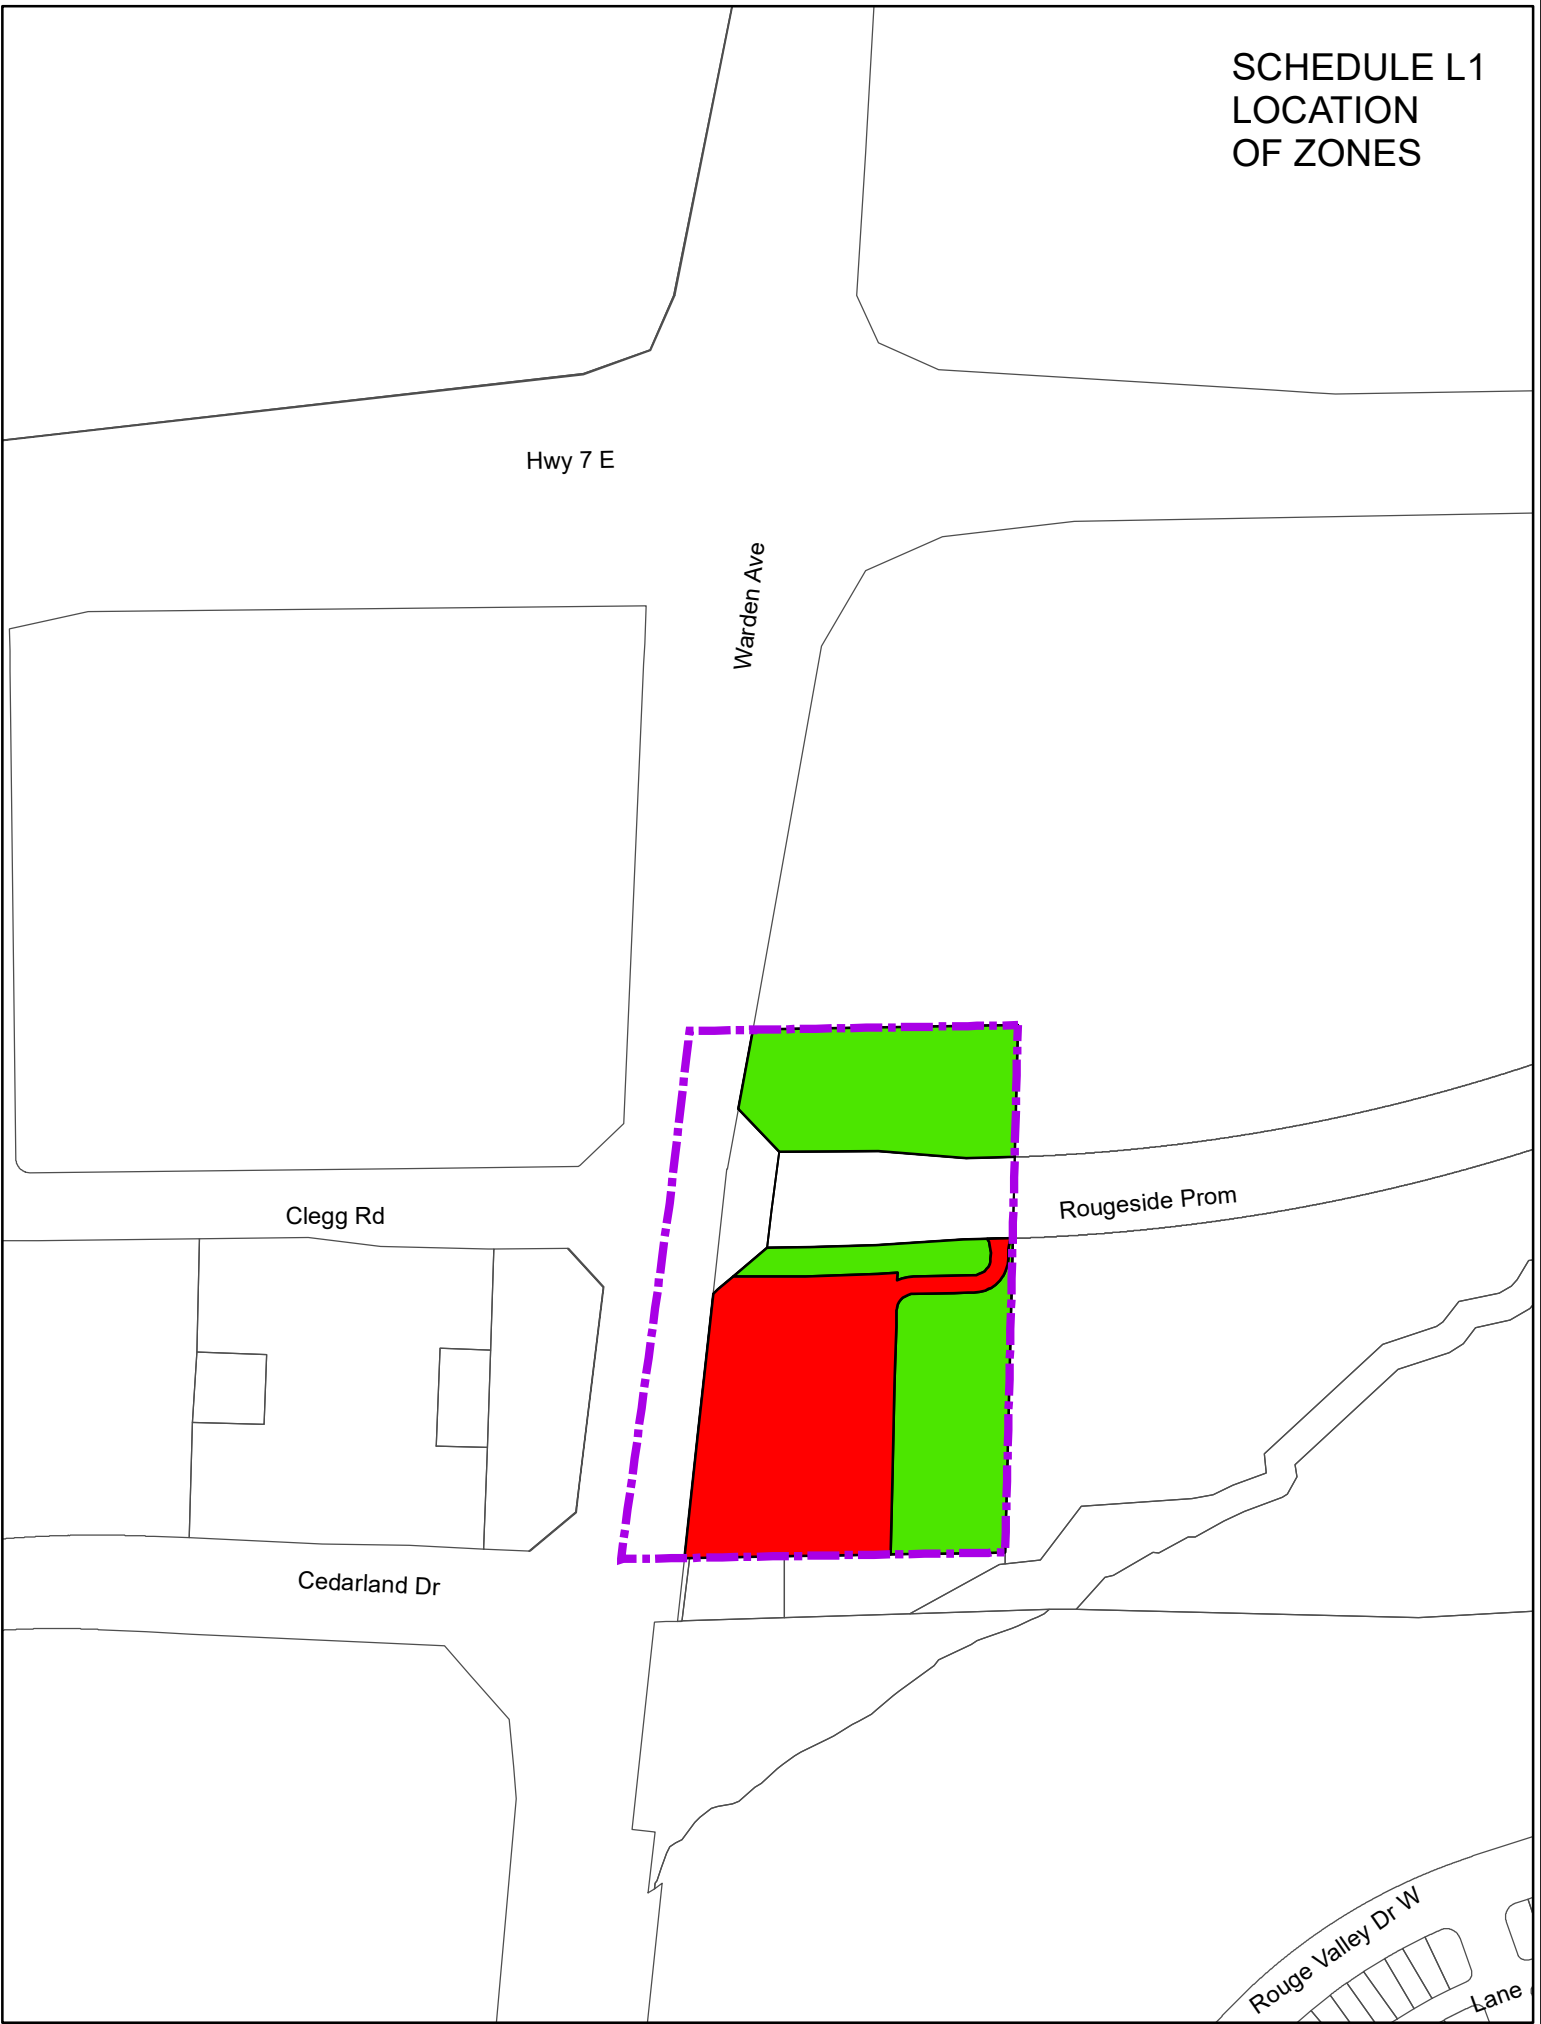 SCHEDULE L1
LOCATION
OF ZONES
Hwy 7 E
Warden Ave
Rougeside Prom
Clegg Rd
Cedarland Dr
Rouge Valley Dr W
Lane